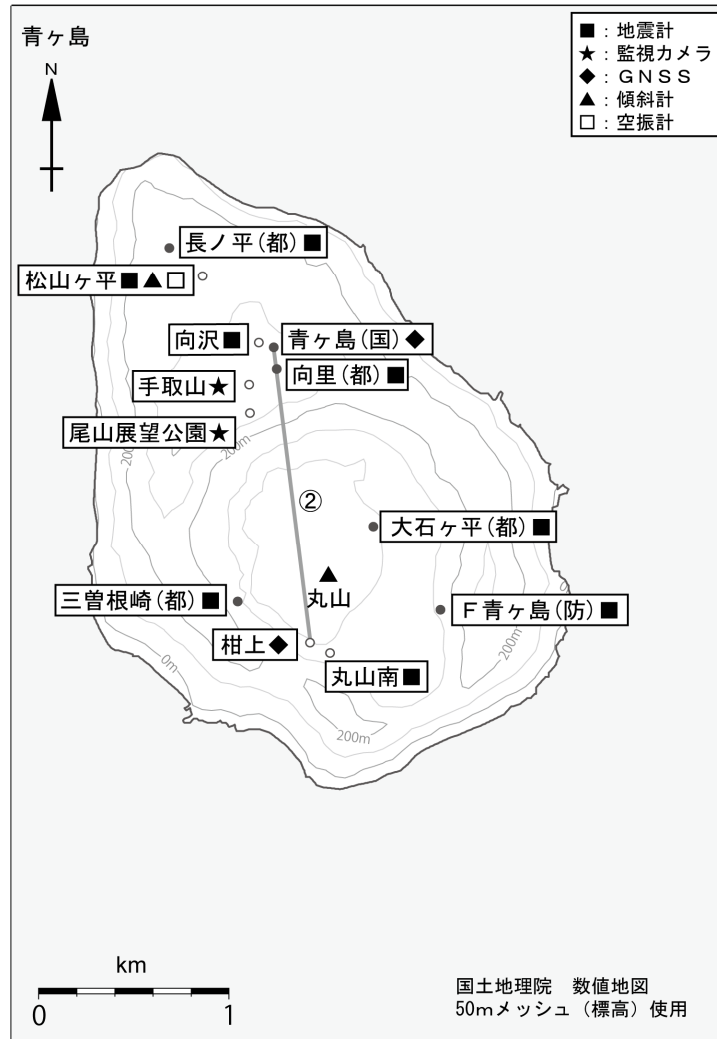 青ヶ島
N
■：地震計
★：監視カメラ
◆：ＧＮＳＳ
▲：傾斜計
□：空振計
長ノ平(都)■
松山ヶ平■▲□
向沢■
青ヶ島(国)◆
向里(都)■
手取山★
尾山展望公園★
200m
200m
②
大石ヶ平(都)■
丸山
三曽根崎(都)■
Ｆ青ヶ島(防)■
0m
柑上◆
丸山南■
200m
0m
200m
km
0 1
国土地理院　数値地図
50mメッシュ（標高）使用